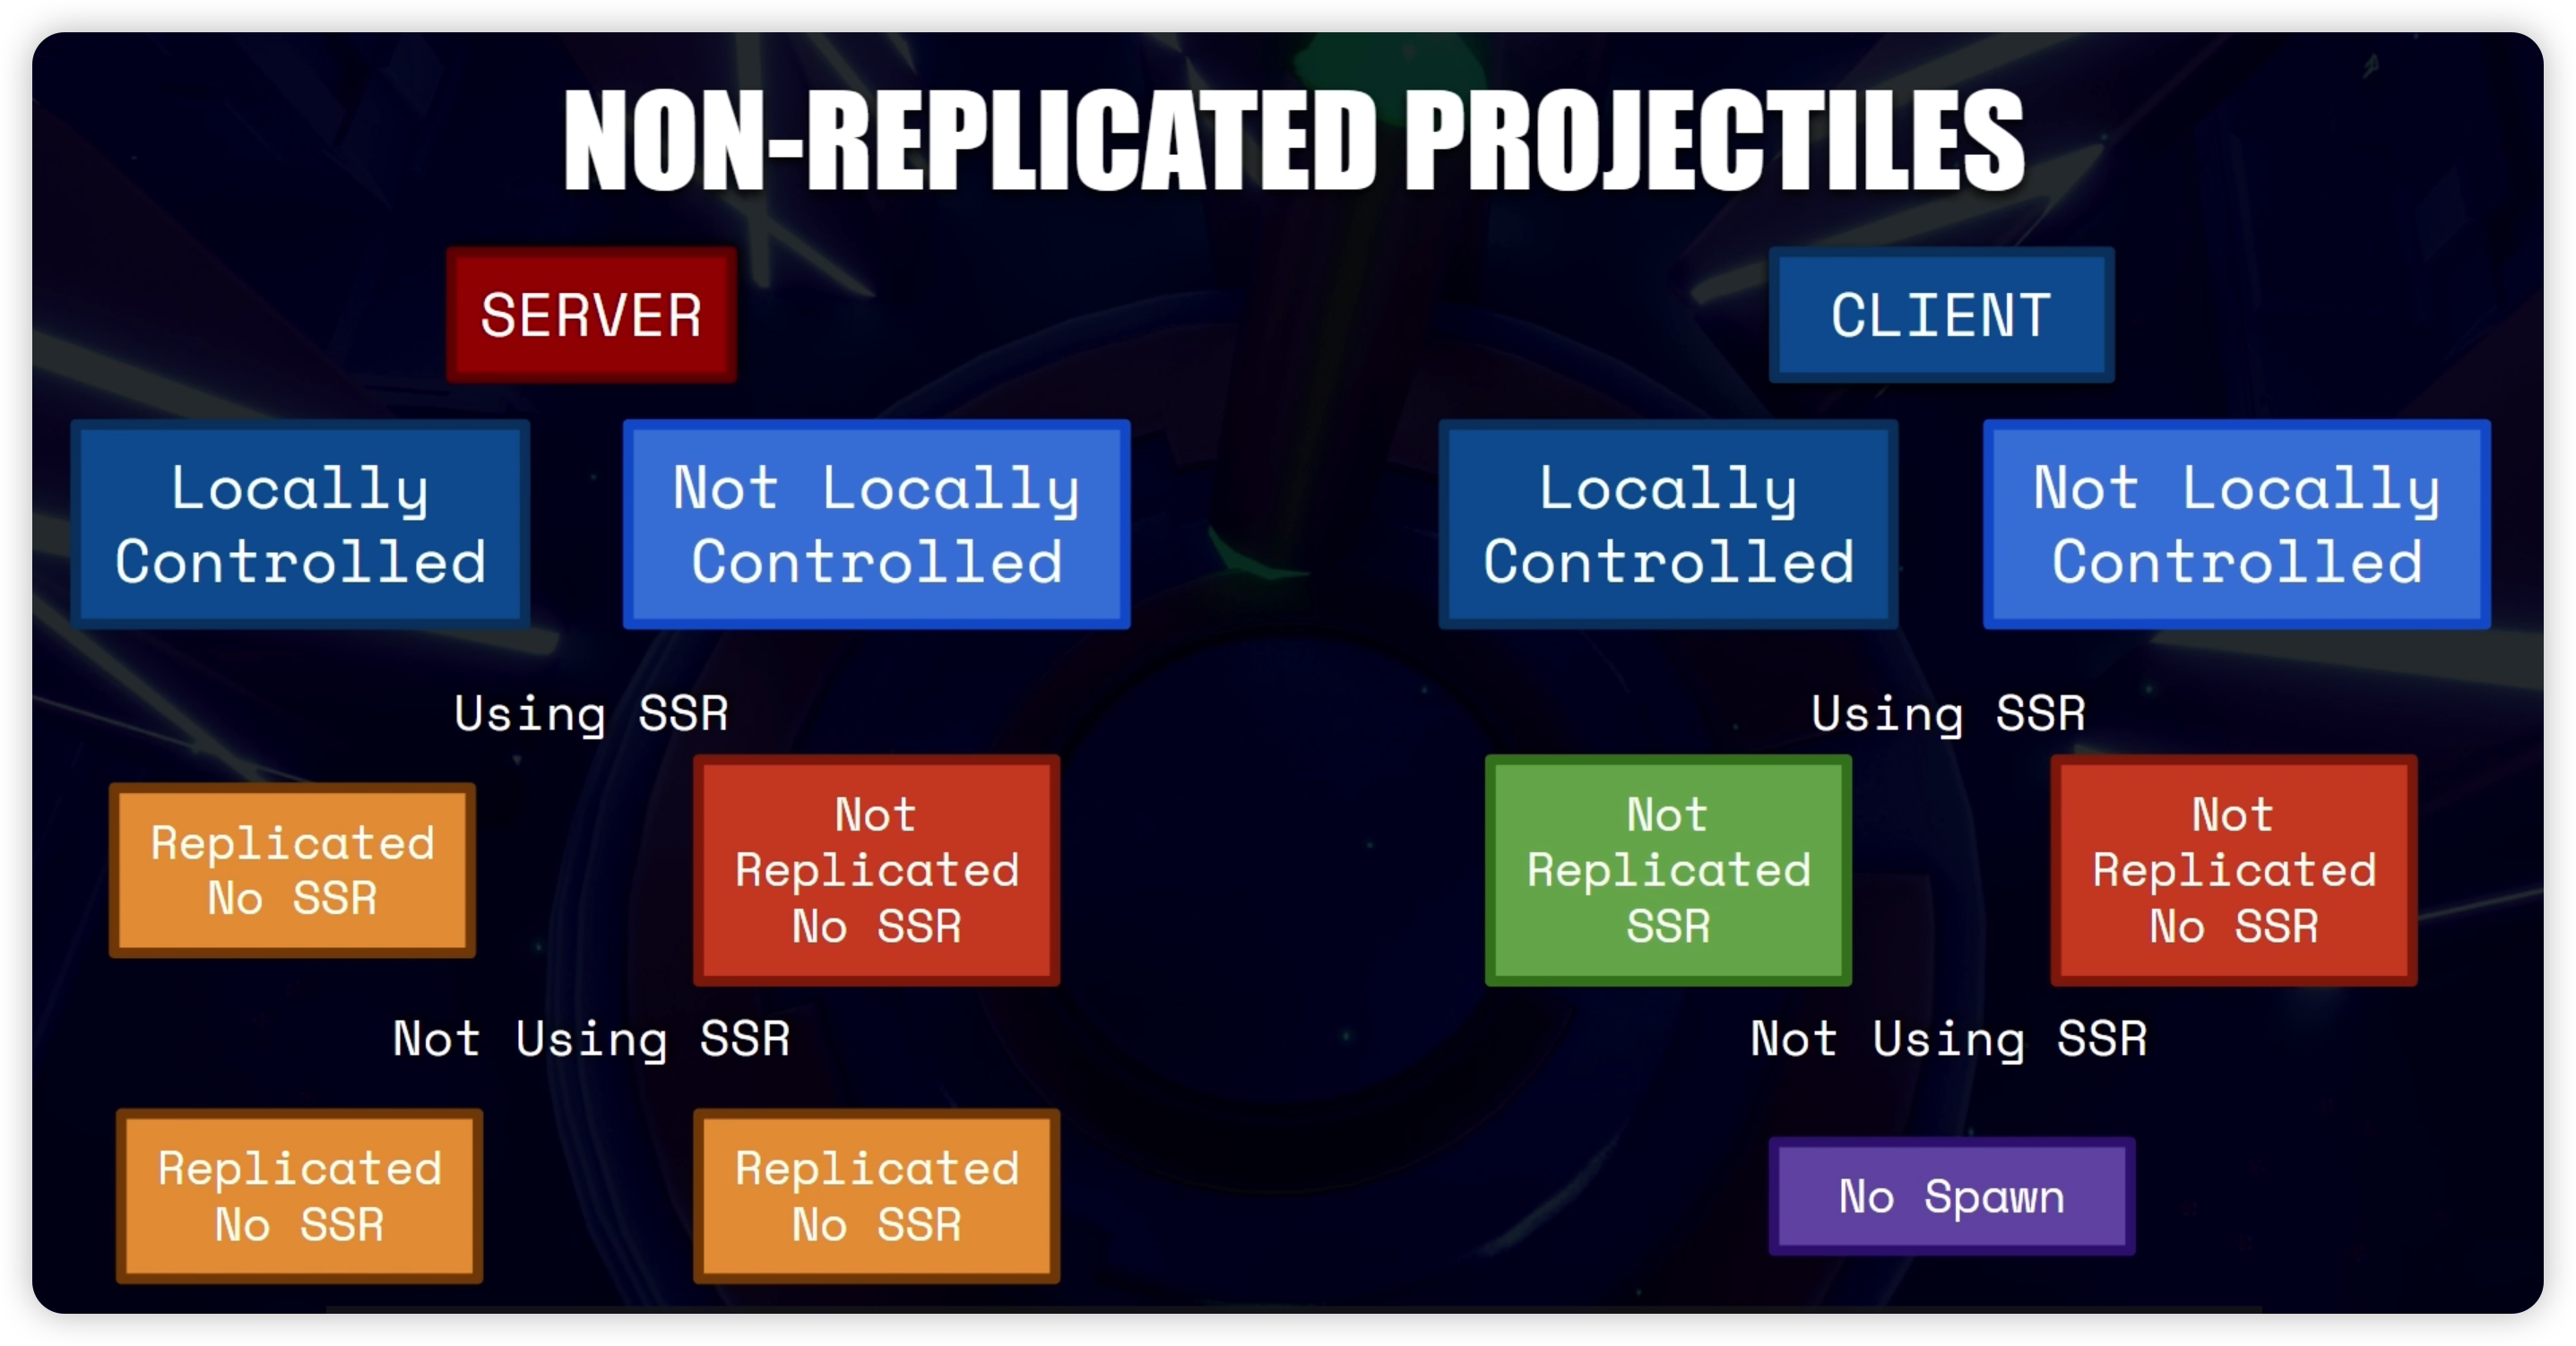 NON-REPLICATED PROJECTILES
SERVER
Locally
Controlled
Not Locally
Controlled
Using SSR
Replicated
No SSR
Not
Replicated
No SSR
Not Using SSR
Replicated
No SSR
Replicated
No SSR
CLIENT
Locally
Controlled
Not Locally
Controlled
Using SSR
Not
Replicated
SSR
Not
Replicated
No SSR
Not Using SSR
No Spawn